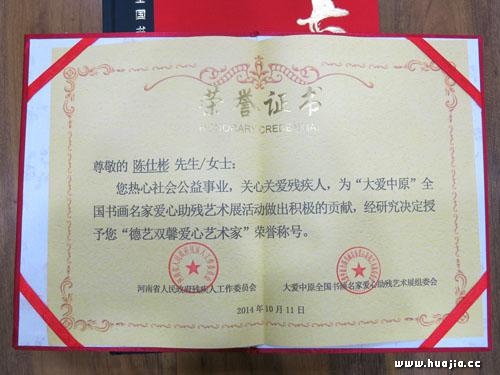 全国书
荣誉证书
HONORARY CREDENTIAL
尊敬的 陈仕彬 先生/女士：
您热心社会公益事业，关心关爱残疾人，为“大爱中原”全
国书画名家爱心助残艺术展活动做出积极的贡献，经研究决定授
予您“德艺双馨爱心艺术家”荣誉称号。
河南省人民政府残疾人工作委员会 大爱中原全国书画名家爱心助残艺术展组委会
2014年10月11日
www.huajia.cc